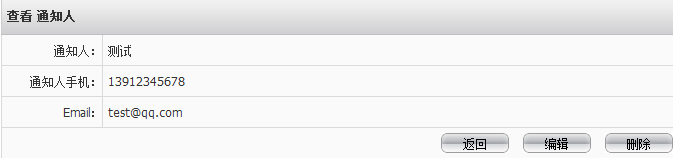 查看 通知人
通知人： 测试
通知人手机： 13912345678
Email： test@qq.com
返回 编辑 删除